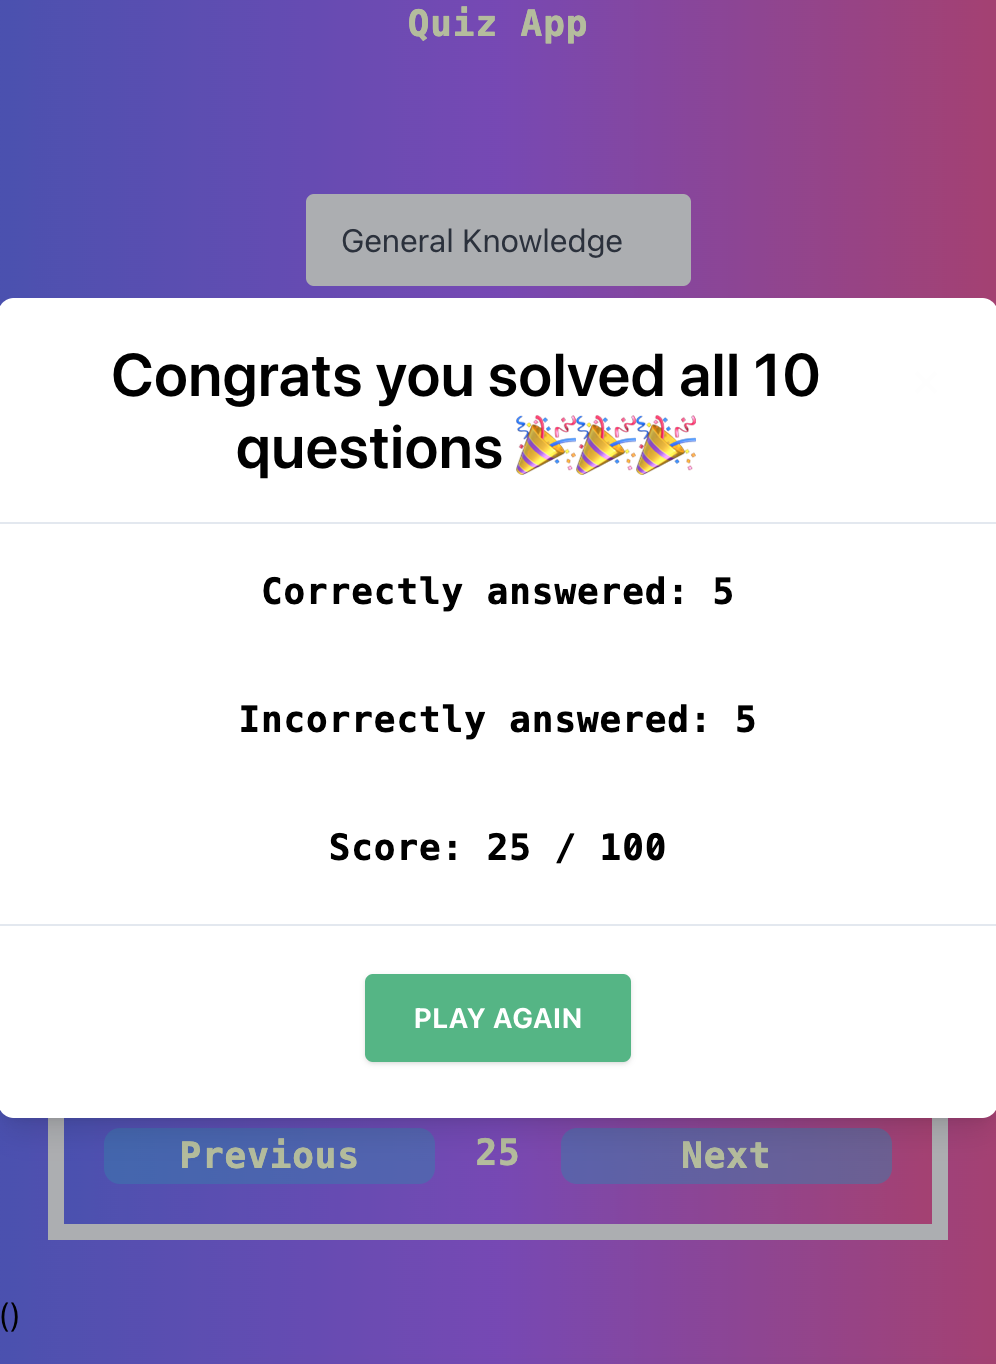 Quiz App
General Knowledge
Congrats you solved all 10
questions 🎉🎉🎉
Correctly answered: 5
Incorrectly answered: 5
Score: 25 / 100
PLAY AGAIN
Previous 25 Next
()